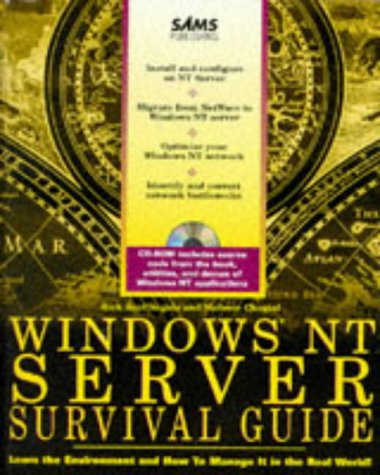 SAMS
PUBLISHING
Install and configure
an NT Server
Migrate from NetWare to
Windows NT server
Optimize your
Windows NT network
Identify and correct
network bottlenecks
CD-ROM includes source
code from the book,
utilities, and demos of
Windows NT applications
Rick and
WINDOWS NT
SERVER
SURVIVAL GUIDE
Learn the Environment and How To Manage It in the Real World!